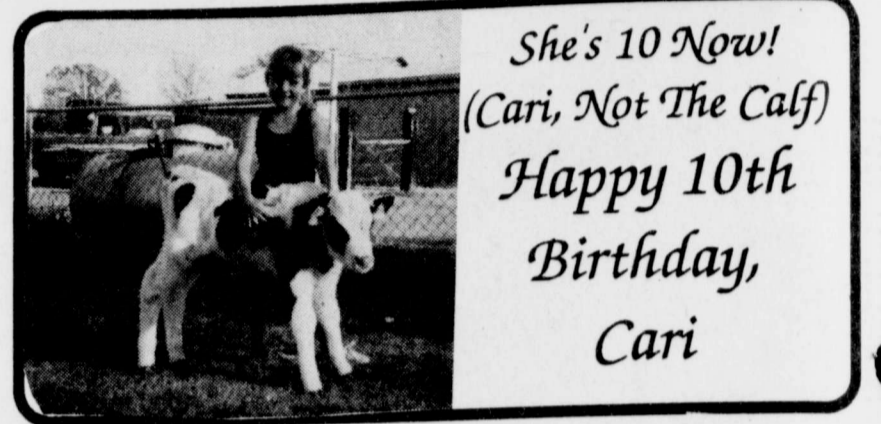 She's 10 Now!
(Cari, Not The Calf)
Happy 10th
Birthday,
Cari